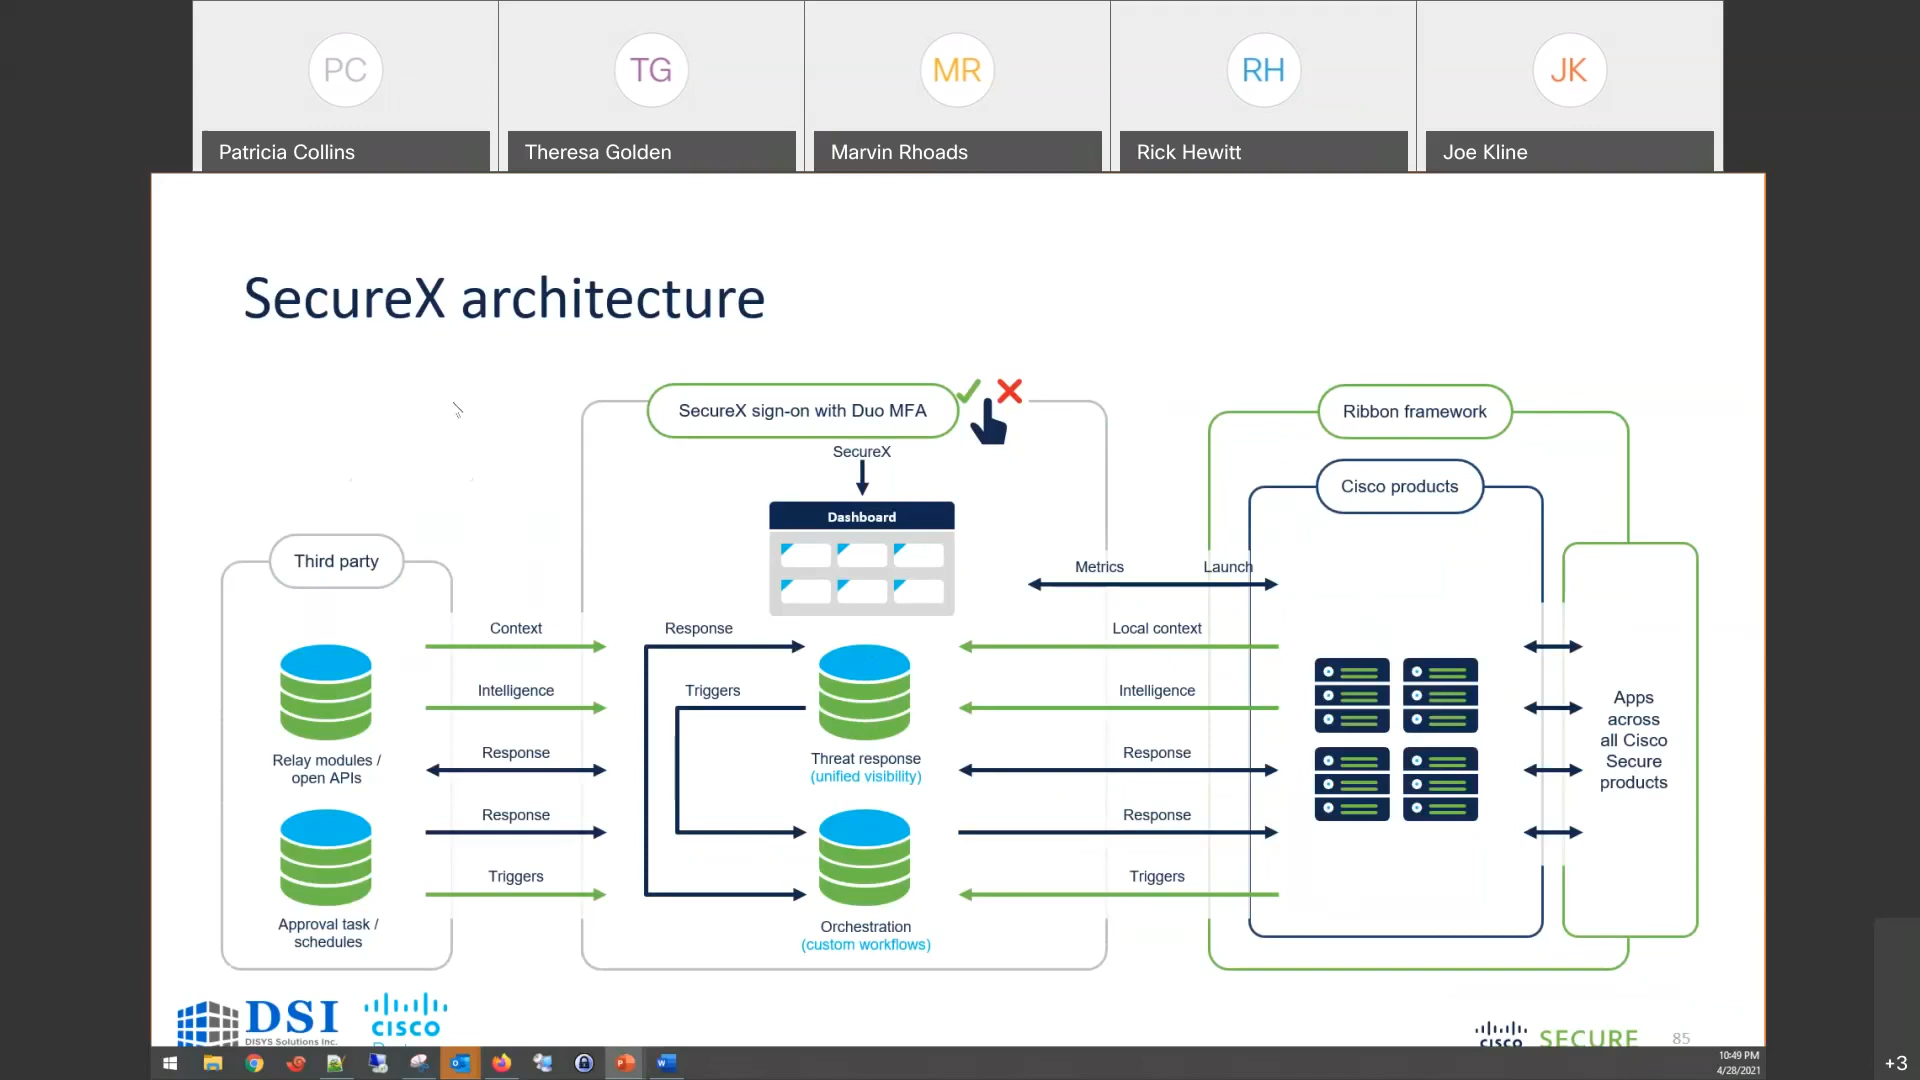 PC
TG
MR
RH
JK
Patricia Collins
Theresa Golden
Marvin Rhoads
Rick Hewitt
Joe Kline
SecureX architecture
SecureX sign-on with Duo MFA
Ribbon framework
SecureX
Cisco products
Dashboard
Third party
Metrics
Launch
Context
Response
Local context
Intelligence
Triggers
Intelligence
Response
Response
Relay modules /
open APIs
Threat response
(unified visibility)
Apps
across
all Cisco
Secure
products
Response
Response
Triggers
Triggers
Approval task /
schedules
Orchestration
(custom workflows)
DSI
DISYS Solutions Inc.
CISCO
CISCO
SECURE
85
10:49 PM
4/28/2021
+3